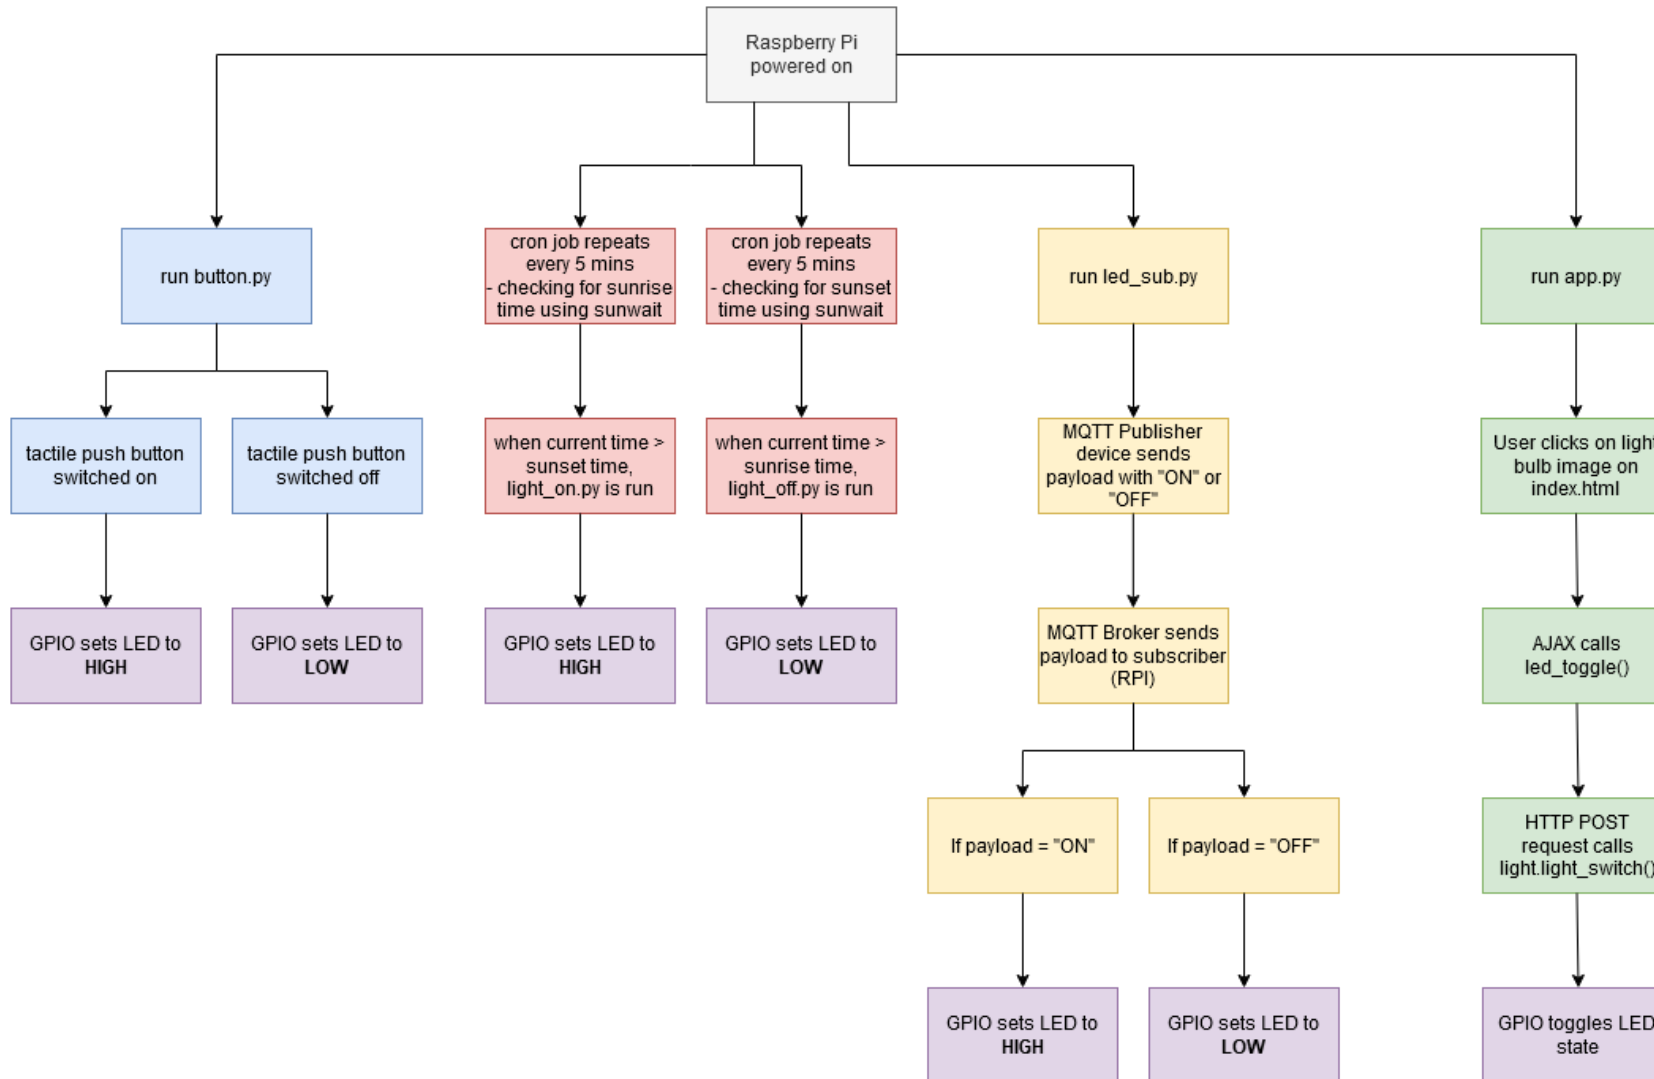 Raspberry Pi
powered on
run button.py
cron job repeats
every 5 mins
- checking for sunrise
time using sunwait
cron job repeats
every 5 mins
- checking for sunset
time using sunwait
run led_sub.py
run app.py
tactile push button
switched on
tactile push button
switched off
when current time >
sunset time,
light_on.py is run
when current time >
sunrise time,
light_off.py is run
MQTT Publisher
device sends
payload with "ON" or
"OFF"
User clicks on light
bulb image on
index.html
GPIO sets LED to
HIGH
GPIO sets LED to
LOW
GPIO sets LED to
HIGH
GPIO sets LED to
LOW
MQTT Broker sends
payload to subscriber
(RPI)
AJAX calls
led_toggle()
If payload = "ON"
If payload = "OFF"
HTTP POST
request calls
light.light_switch()
GPIO sets LED to
HIGH
GPIO sets LED to
LOW
GPIO toggles LED
state